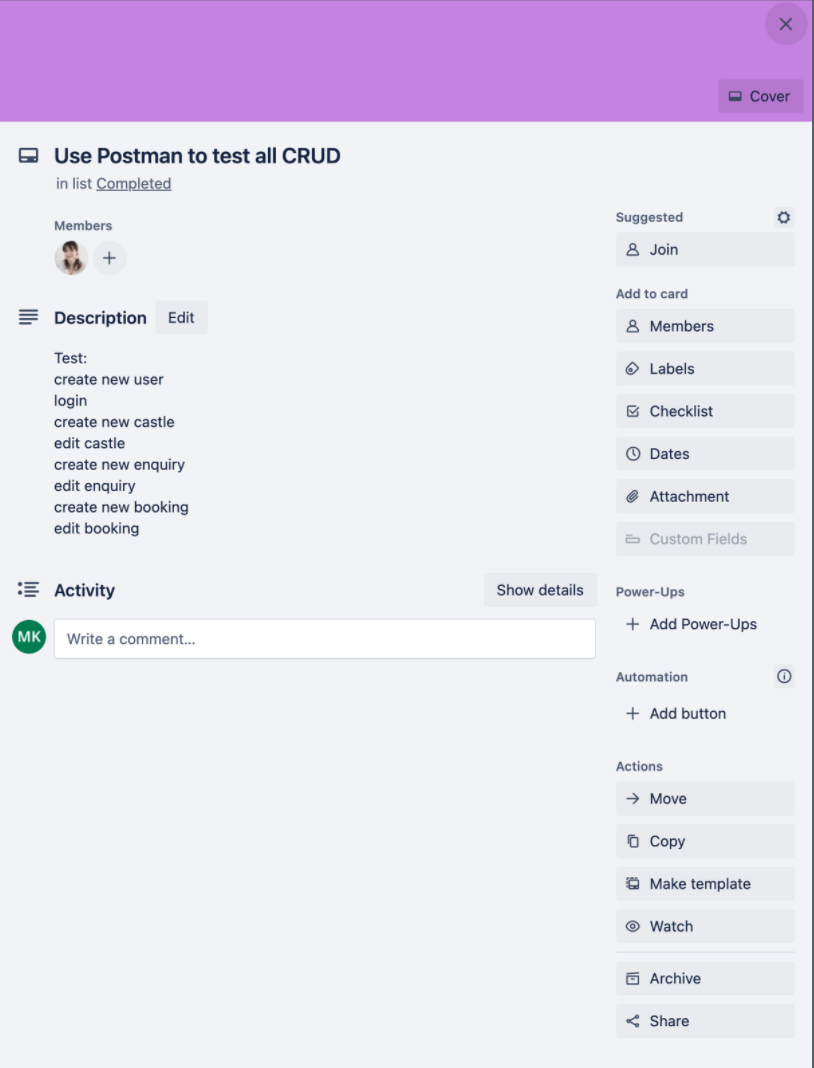 Cover
Use Postman to test all CRUD
in list Completed
Members
Description
Edit
Test:
create new user
login
create new castle
edit castle
create new enquiry
edit enquiry
create new booking
edit booking
Activity
Show details
MK
Write a comment...
Suggested
Join
Add to card
Members
Labels
Checklist
Dates
Attachment
Custom Fields
Power-Ups
Add Power-Ups
Automation
Add button
Actions
Move
Copy
Make template
Watch
Archive
Share